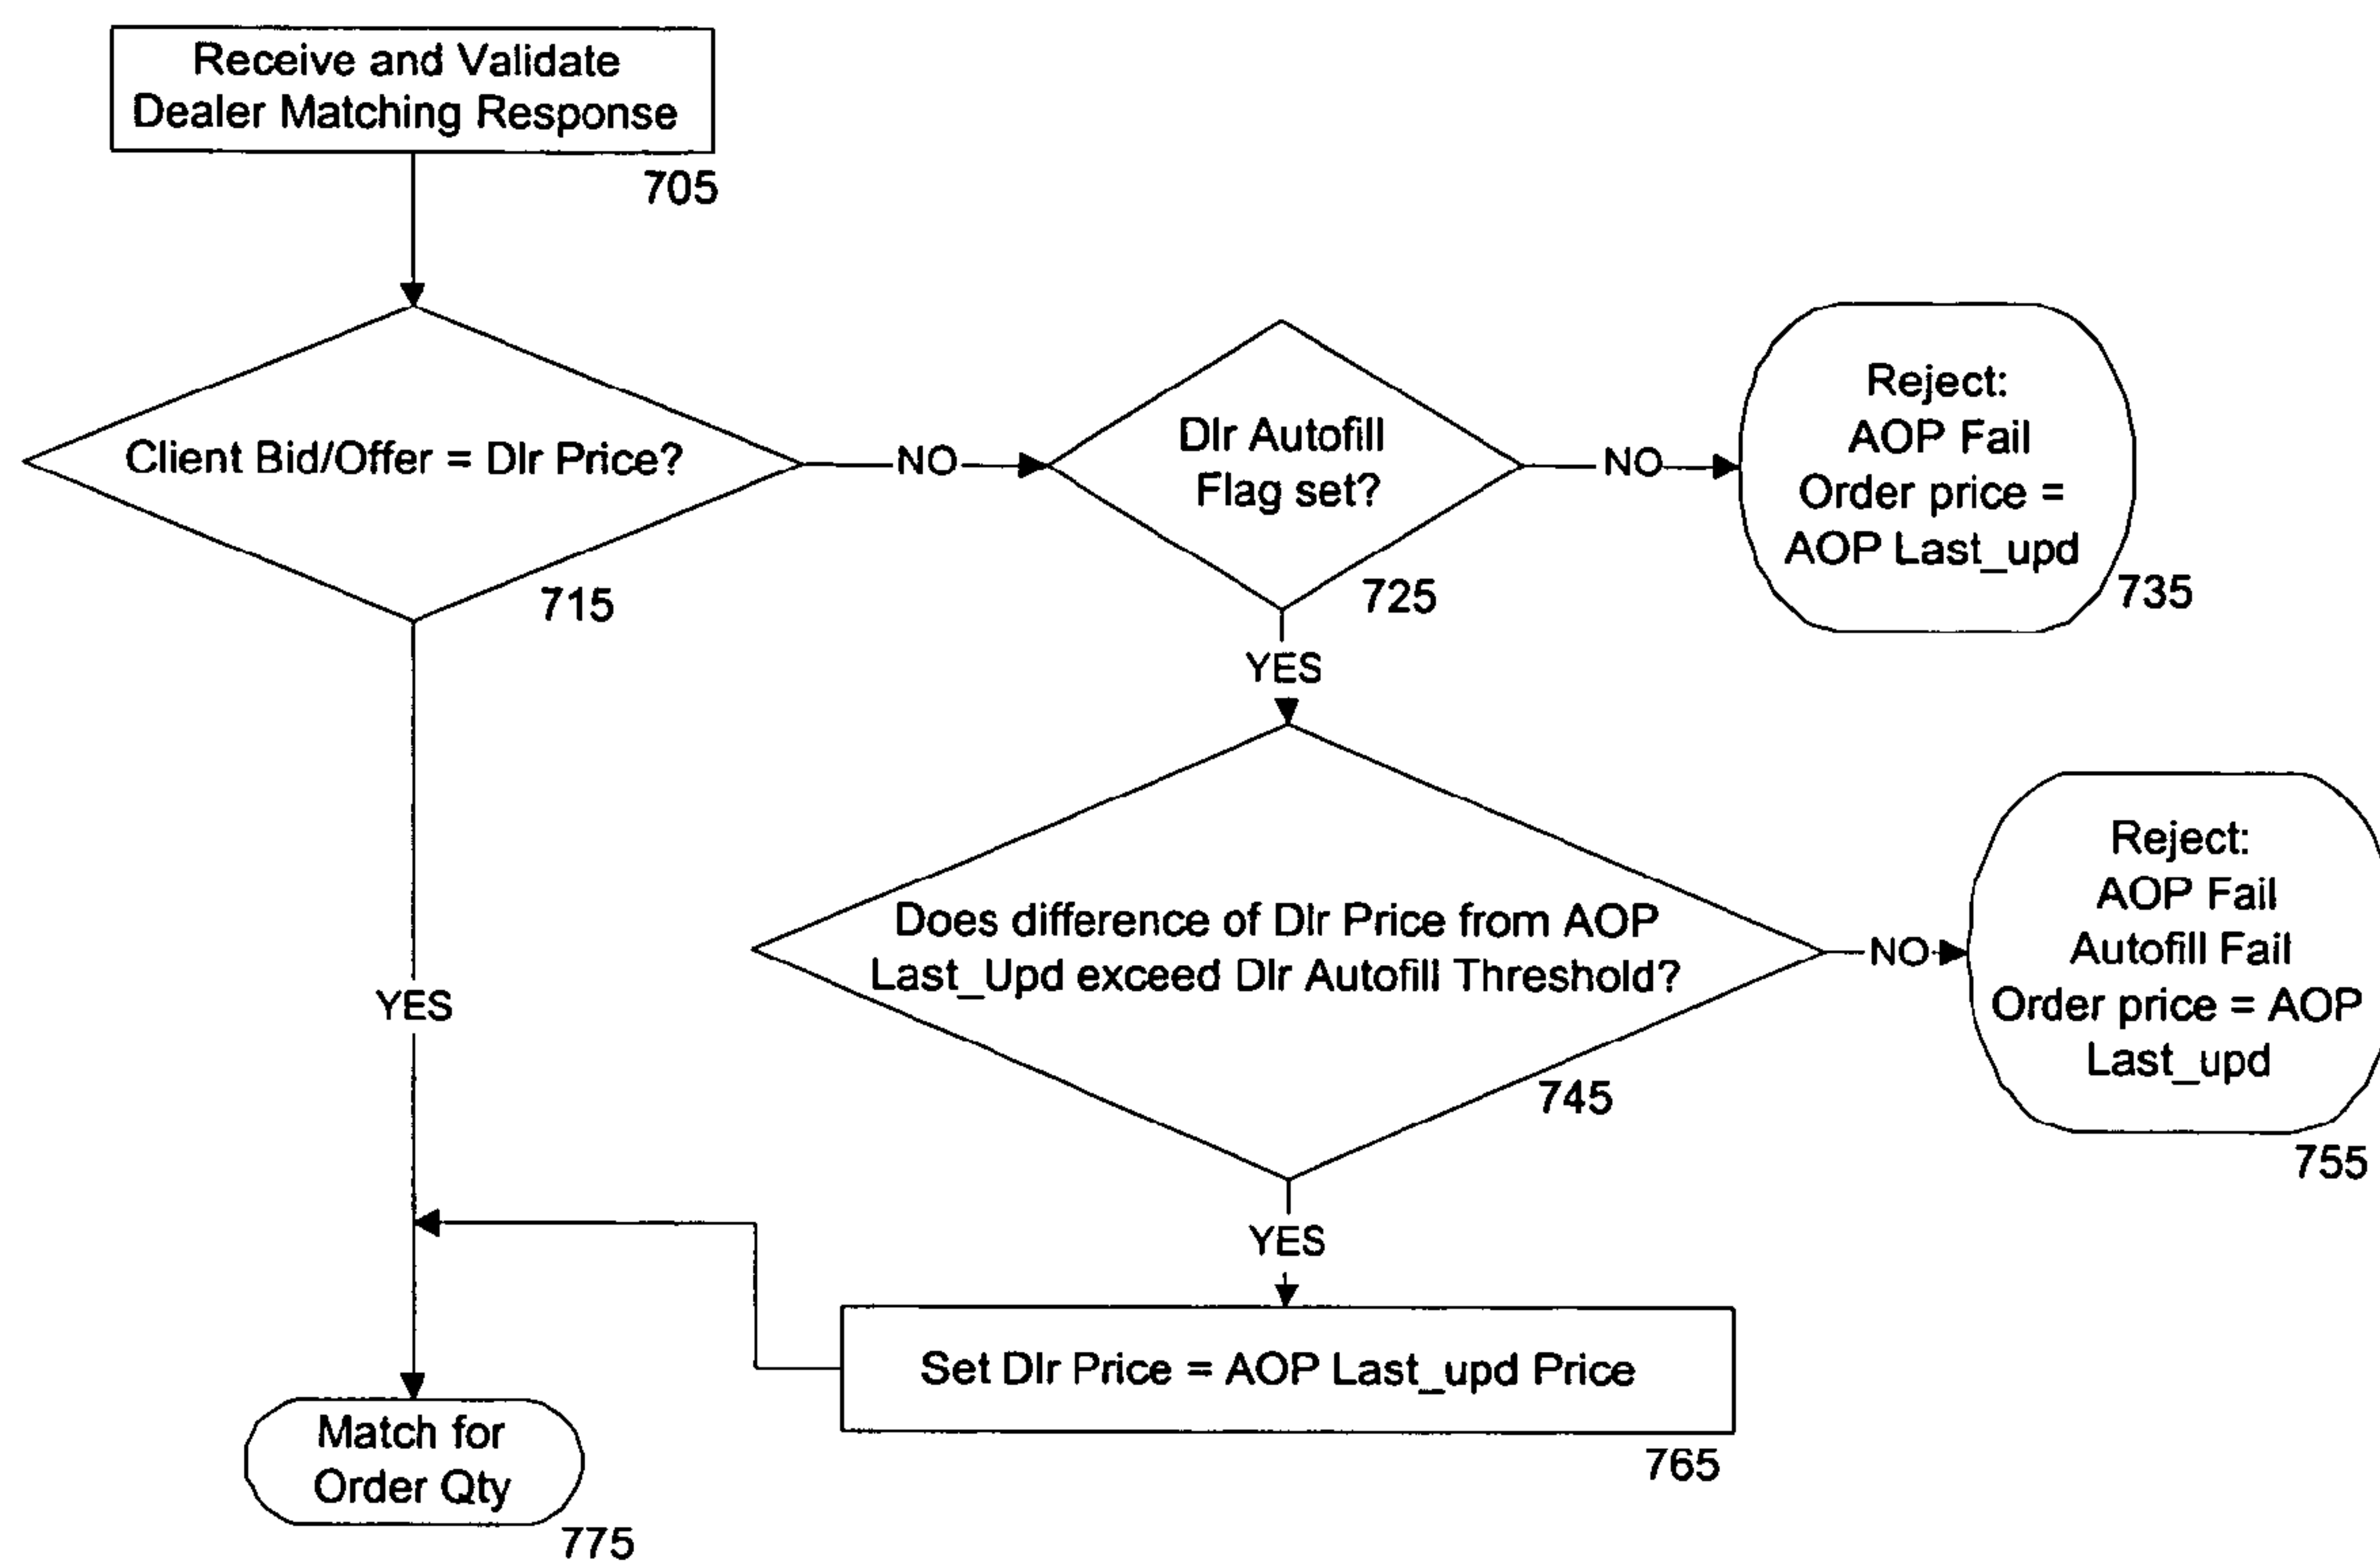 Receive and Validate
Dealer Matching Response
705
Client Bid/Offer = Dlr Price?
715
NO
Dlr Autofill
Flag set?
725
NO
Reject:
AOP Fail
Order price =
AOP Last_upd
735
YES
Does difference of Dlr Price from AOP
Last_Upd exceed Dlr Autofill Threshold?
745
NO
Reject:
AOP Fail
Autofill Fail
Order price = AOP
Last_upd
755
YES
YES
Set Dlr Price = AOP Last_upd Price
765
Match for
Order Qty
775